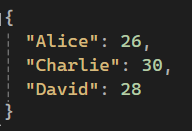 {
"Alice": 26,
"Charlie": 30,
"David": 28
}